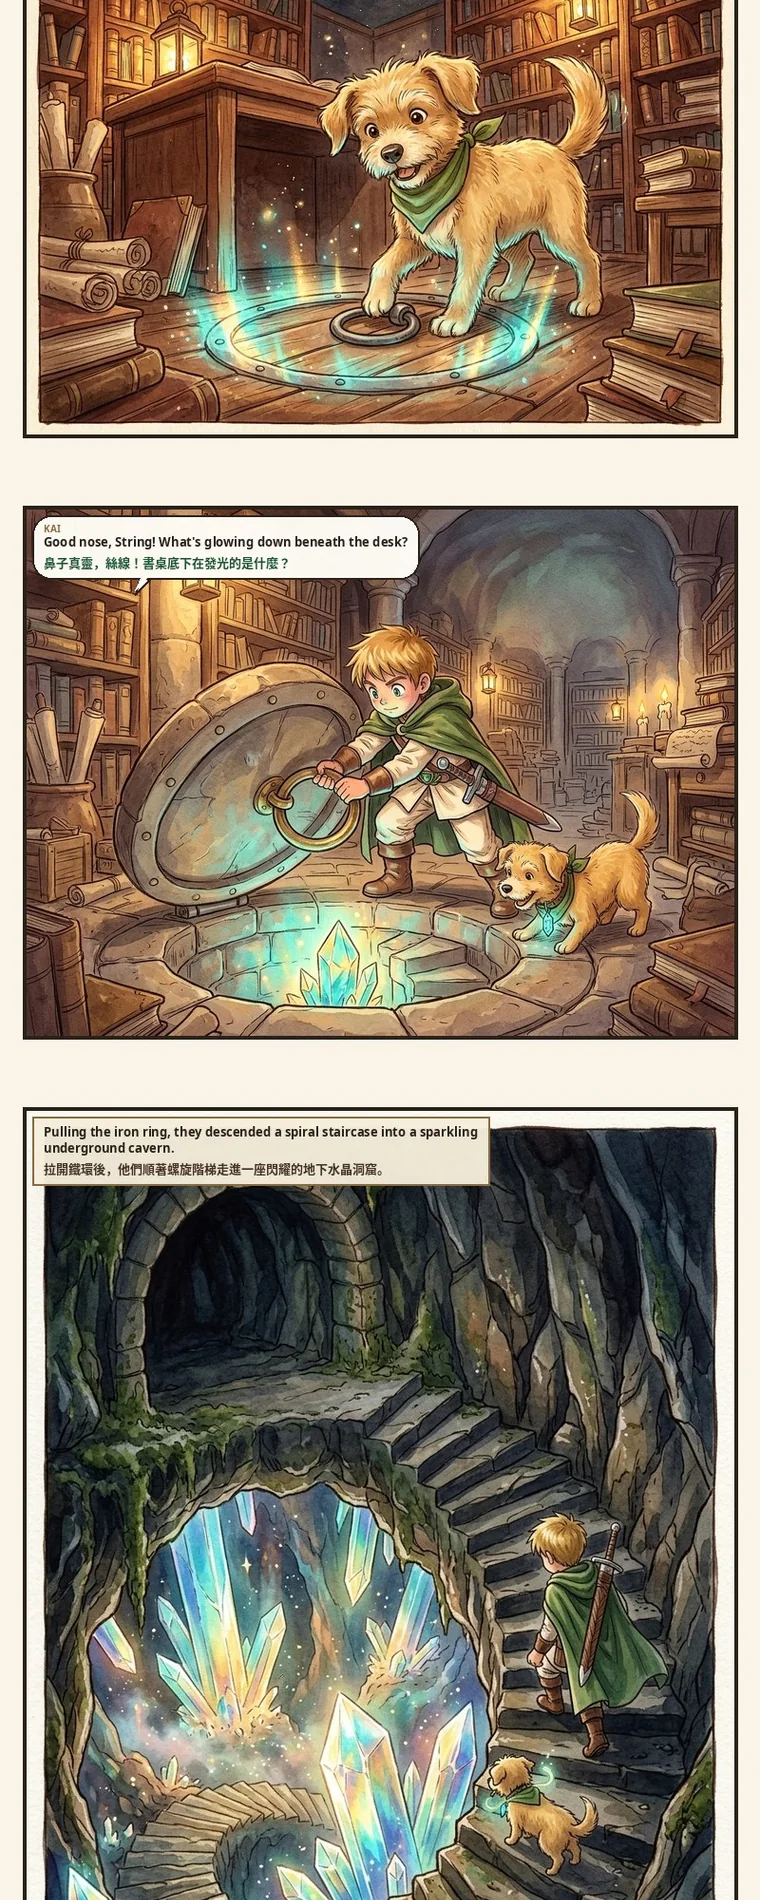 KAI
Good nose, String! What's glowing down beneath the desk?
鼻子真靈，絲線！書桌底下在發光的是什麼？
Pulling the iron ring, they descended a spiral staircase into a sparkling
underground cavern.
拉開鐵環後，他們順著螺旋階梯走進一座閃耀的地下水晶洞窟。